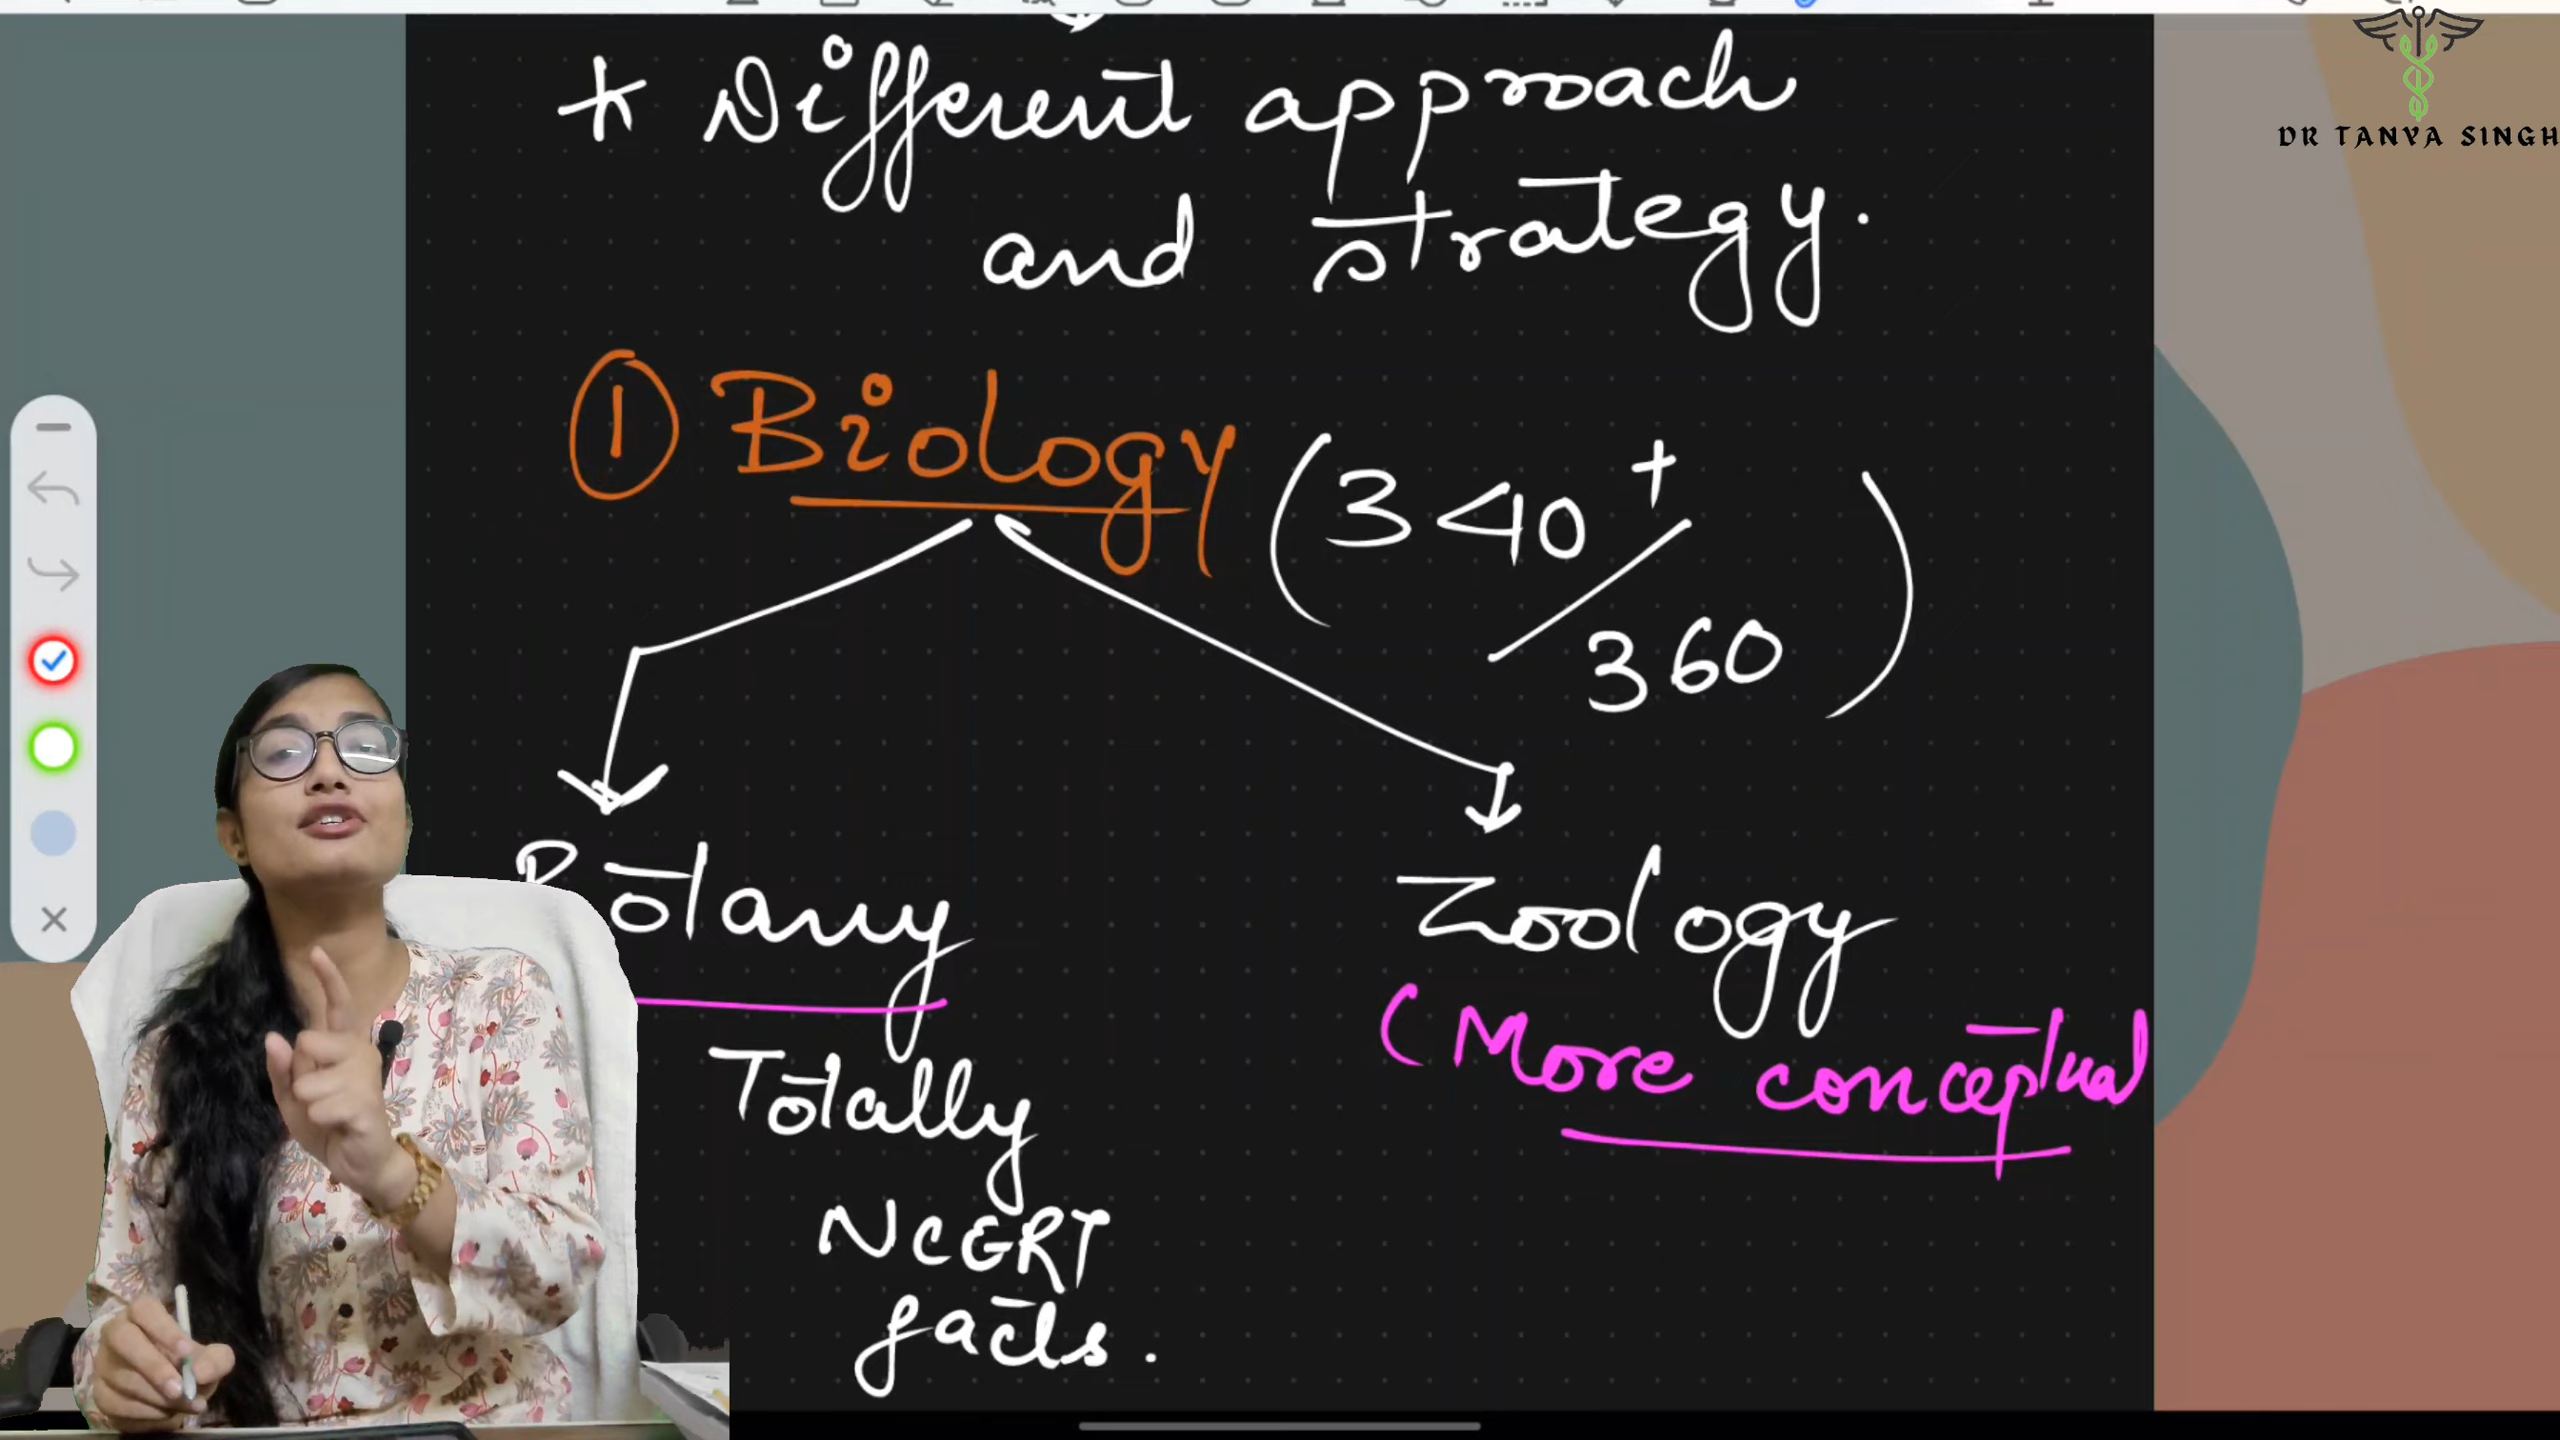 DR TANYA SINGH
* Different approach
and strategy.
① Biology (340+/360)
Botany
Zoology
(More conceptual
Totally
NCERT
facts.